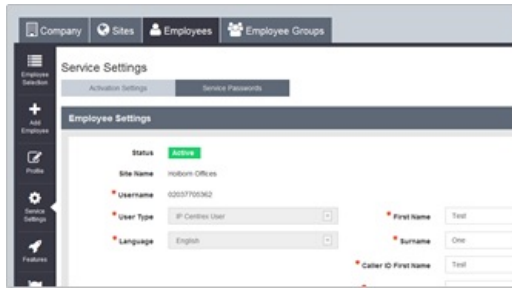 Company Sites Employees Employee Groups
Employee
Selection
Add
Employee
Profile
Service
Settings
Features
Service Settings
Activation Settings Service Passwords
Employee Settings
Status Active
Site Name Holborn Offices
* Username 02037705362
* User Type IP Centrex User * First Name Test
* Language English * Surname One
* Caller ID First Name Test